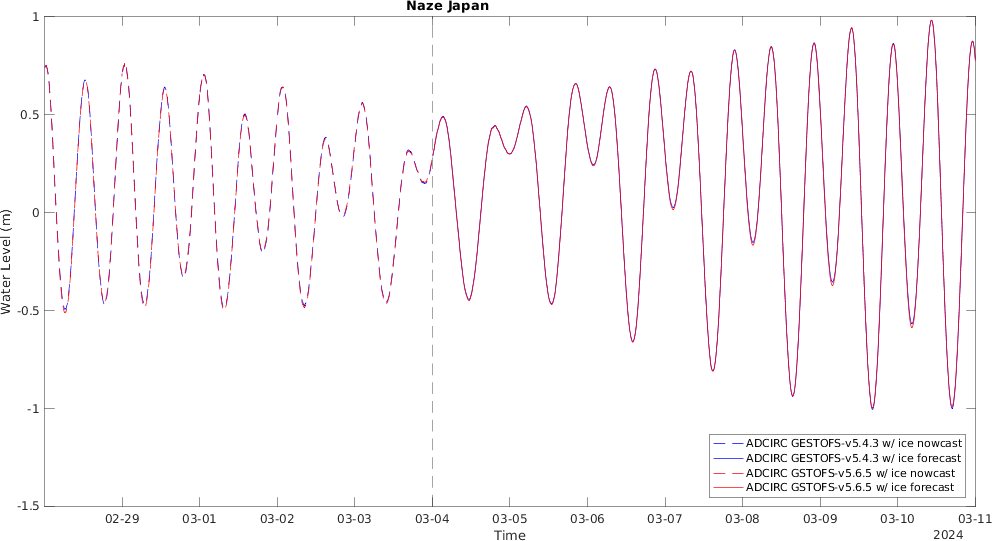 Naze Japan
1
0.5
0
-0.5
-1
-1.5
Water Level (m)
ADCIRC GESTOFS-v5.4.3 w/ ice nowcast
ADCIRC GESTOFS-v5.4.3 w/ ice forecast
ADCIRC GSTOFS-v5.6.5 w/ ice nowcast
ADCIRC GSTOFS-v5.6.5 w/ ice forecast
02-29 03-01 03-02 03-03 03-04 03-05 03-06 03-07 03-08 03-09 03-10 03-11
Time
2024